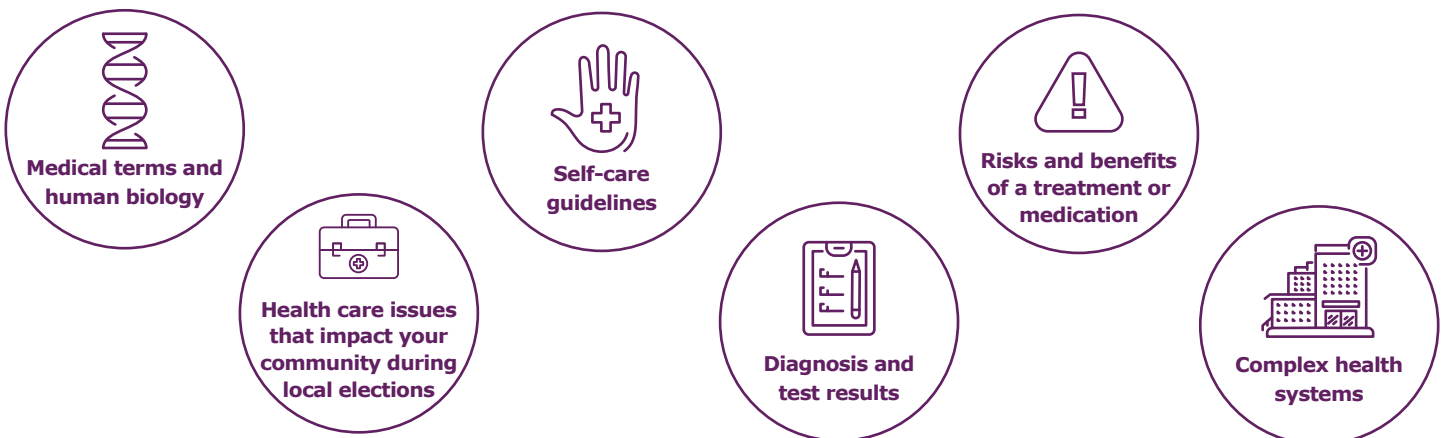 Medical terms and
human biology
Health care issues
that impact your
community during
local elections
Self-care
guidelines
Diagnosis and
test results
Risks and benefits
of a treatment or
medication
Complex health
systems